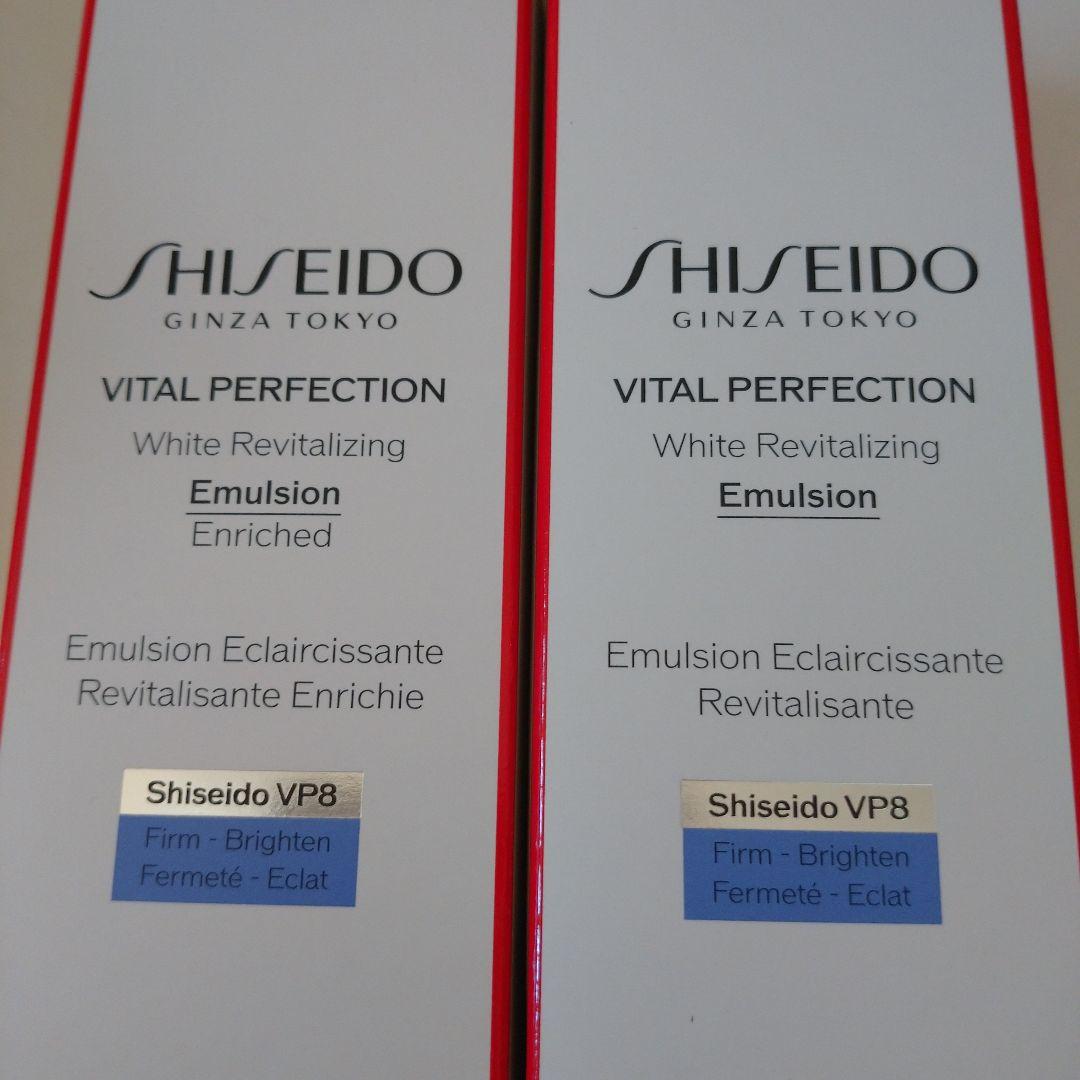 SHISEIDO
GINZA TOKYO
VITAL PERFECTION
White Revitalizing
Emulsion
Enriched
Emulsion Eclaircissante
Revitalisante Enrichie
Shiseido VP8
Firm - Brighten
Fermeté - Eclat
SHISEIDO
GINZA TOKYO
VITAL PERFECTION
White Revitalizing
Emulsion
Emulsion Eclaircissante
Revitalisante
Shiseido VP8
Firm - Brighten
Fermeté - Eclat